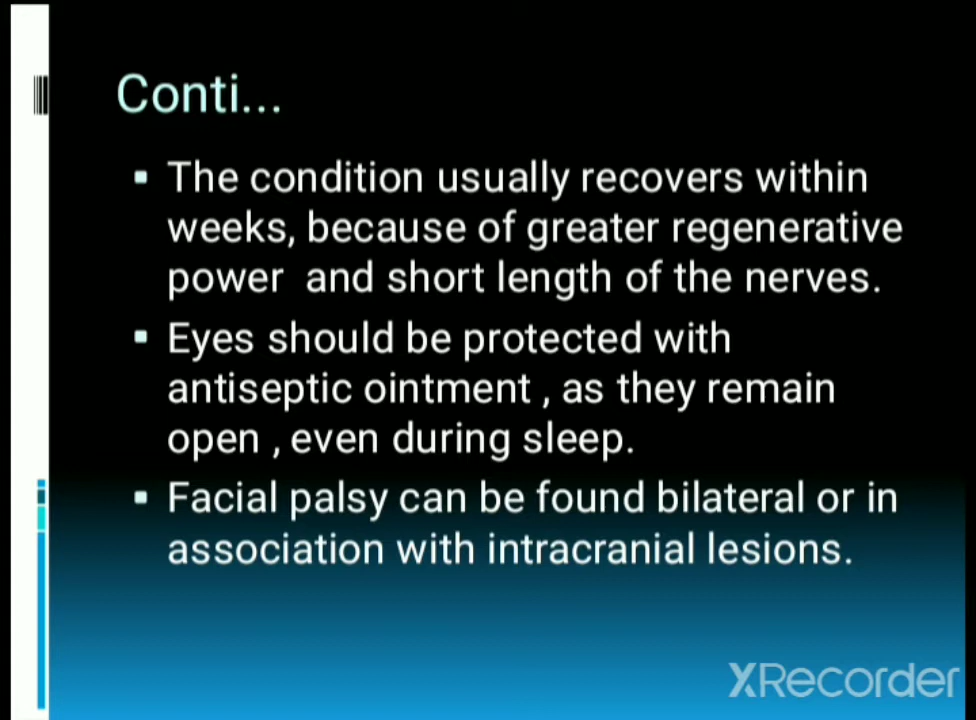 Conti...
The condition usually recovers within
weeks, because of greater regenerative
power and short length of the nerves.
Eyes should be protected with
antiseptic ointment , as they remain
open , even during sleep.
Facial palsy can be found bilateral or in
association with intracranial lesions.
XRecorder